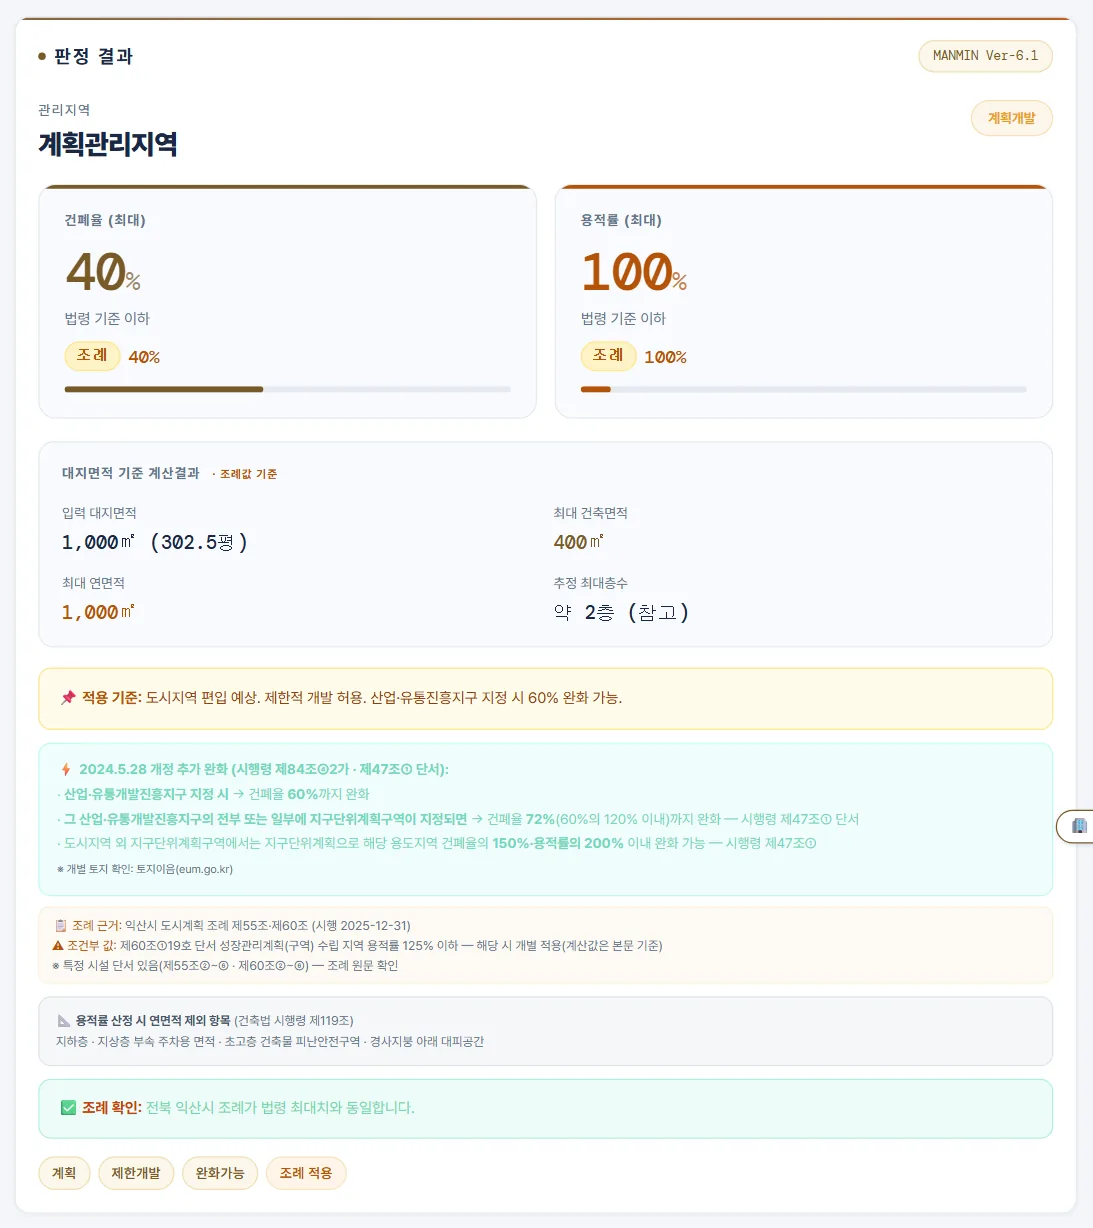 판정 결과
MANMIN Ver-6.1
관리지역
계획관리지역
계획개발
건폐율 (최대)
40%
법령 기준 이하
조례 40%
용적률 (최대)
100%
법령 기준 이하
조례 100%
대지면적 기준 계산결과 · 조례값 기준
입력 대지면적
1,000㎡ (302.5평)
최대 건축면적
400㎡
최대 연면적
1,000㎡
추정 최대층수
약 2층 (참고)
📌 적용 기준: 도시지역 편입 예상. 제한적 개발 허용. 산업·유통진흥지구 지정 시 60% 완화 가능.
⚡ 2024.5.28 개정 추가 완화 (시행령 제84조④2가 · 제47조① 단서):
· 산업·유통개발진흥지구 지정 시 → 건폐율 60%까지 완화
· 그 산업·유통개발진흥지구의 전부 또는 일부에 지구단위계획구역이 지정되면 → 건폐율 72%(60%의 120% 이내)까지 완화 — 시행령 제47조① 단서
· 도시지역 외 지구단위계획구역에서는 지구단위계획으로 해당 용도지역 건폐율의 150%·용적률의 200% 이내 완화 가능 — 시행령 제47조①
※ 개별 토지 확인: 토지이음(eum.go.kr)
📋 조례 근거: 익산시 도시계획 조례 제55조·제60조 (시행 2025-12-31)
⚠ 조건부 값: 제60조①19호 단서 성장관리계획(구역) 수립 지역 용적률 125% 이하 — 해당 시 개별 적용(계산값은 본문 기준)
※ 특정 시설 단서 있음 — 조례 원문 확인
📐 용적률 산정 시 연면적 제외 항목 (건축법 시행령 제119조)
지하층 · 지상층 부속 주차용 면적 · 초고층 건축물 피난안전구역 · 경사지붕 아래 대피공간
✅ 조례 확인: 전북 익산시 조례가 법령 최대치와 동일합니다.
계획
제한개발
완화가능
조례 적용